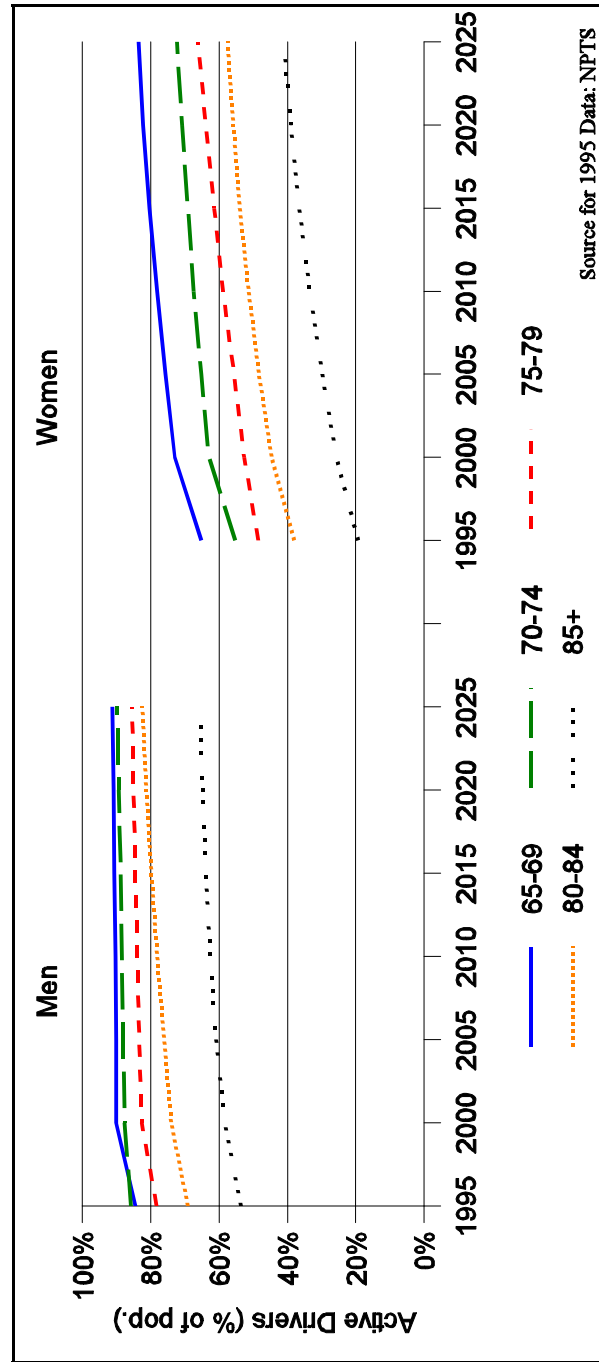 Men Women
Active Drivers (% of pop.)
100%
80%
60%
40%
20%
0%
1995 2000 2005 2010 2015 2020 2025 1995 2000 2005 2010 2015 2020 2025
65-69 70-74 75-79
80-84 85+
Source for 1995 Data: NPTS